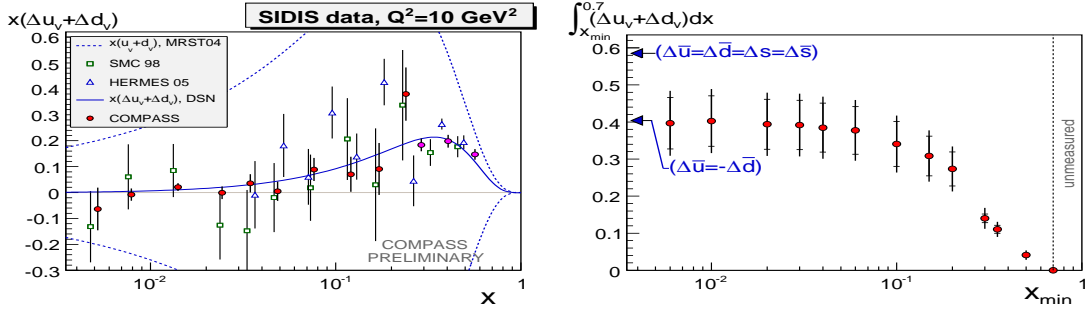 x(Δu_v+Δd_v)
SIDIS data, Q²=10 GeV²
0.6
0.5
0.4
0.3
0.2
0.1
0
-0.1
-0.2
-0.3
x(u_v+d_v), MRST04
SMC 98
HERMES 05
x(Δu_v+Δd_v), DSN
COMPASS
COMPASS
PRELIMINARY
10⁻² 10⁻¹ 1
x
∫_{x_min}^{0.7}(Δu_v+Δd_v)dx
0.6
0.5
0.4
0.3
0.2
0.1
0
(Δu̅=Δd̅=Δs=Δs̅)
(Δu̅=-Δd̅)
unmeasured
10⁻² 10⁻¹ 1
x_min